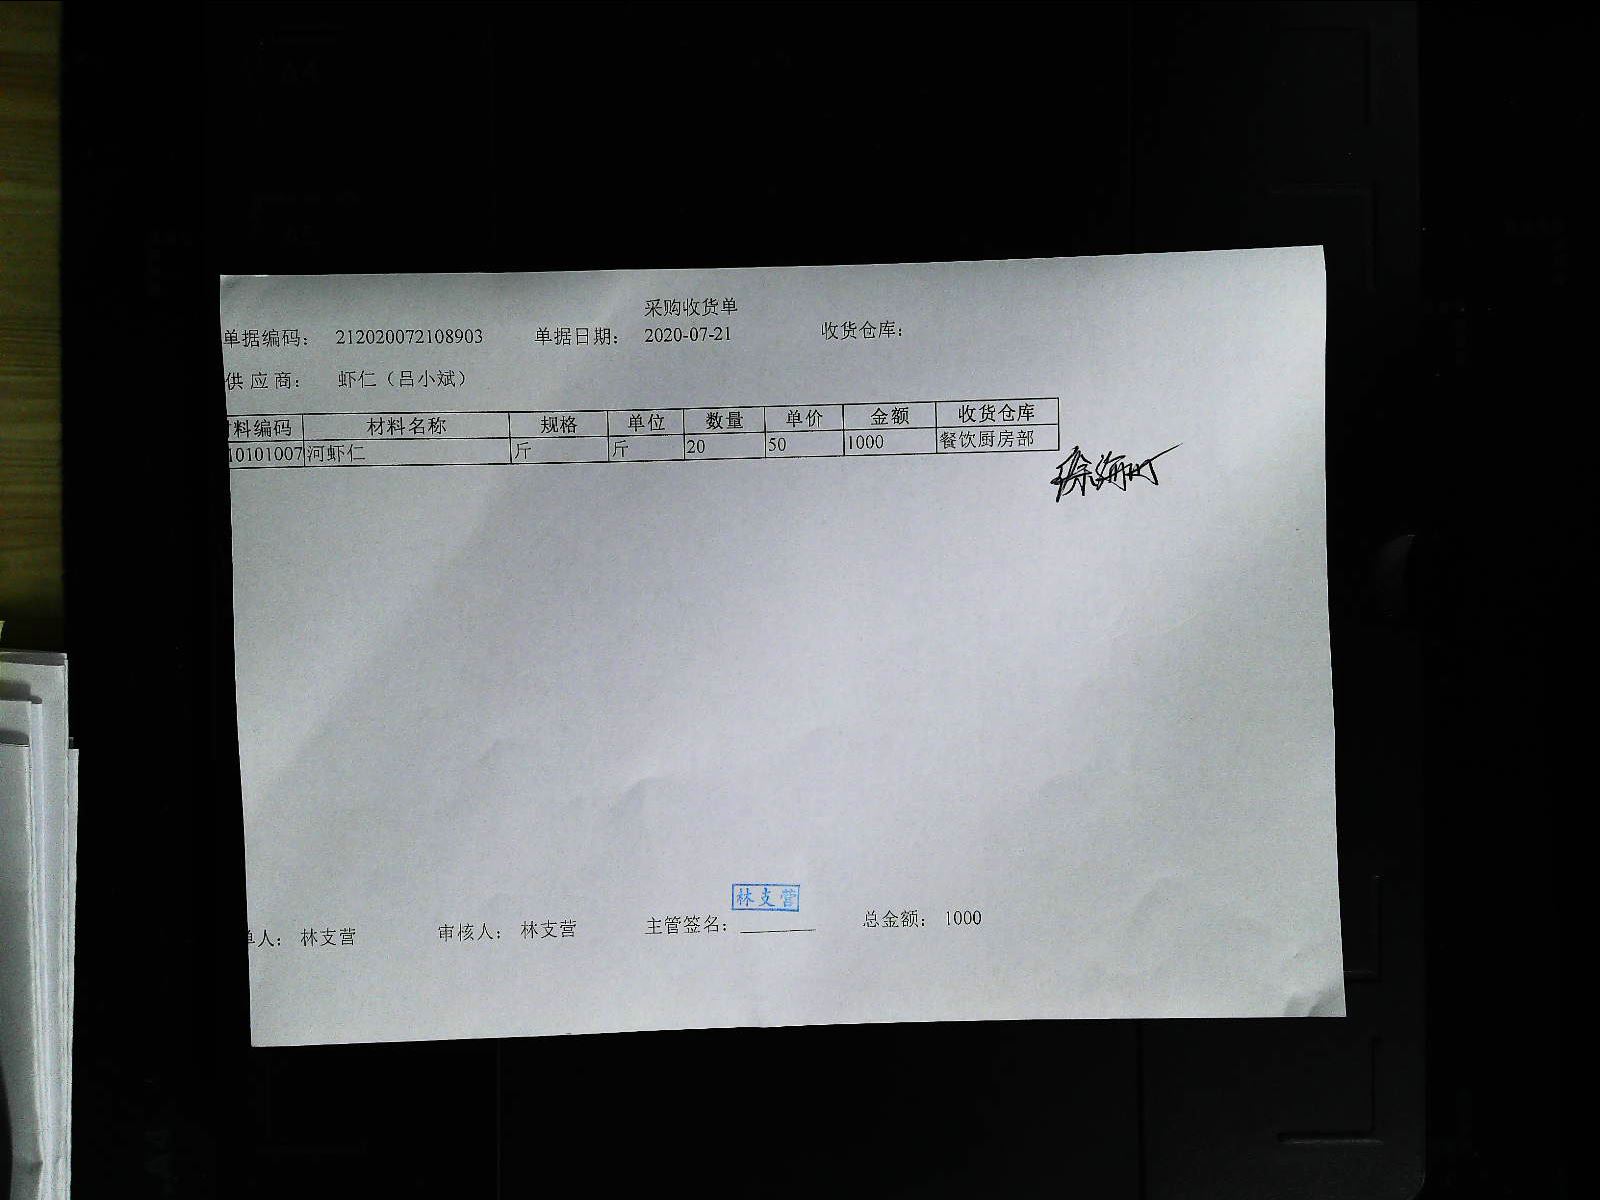 采购收货单
单据编码： 212020072108903 单据日期： 2020-07-21 收货仓库：
供 应 商： 虾仁（吕小斌）
料编码 材料名称 规格 单位 数量 单价 金额 收货仓库
10101007 河虾仁 斤 斤 20 50 1000 餐饮厨房部
林支营
单人： 林支营 审核人： 林支营 主管签名： 总金额： 1000